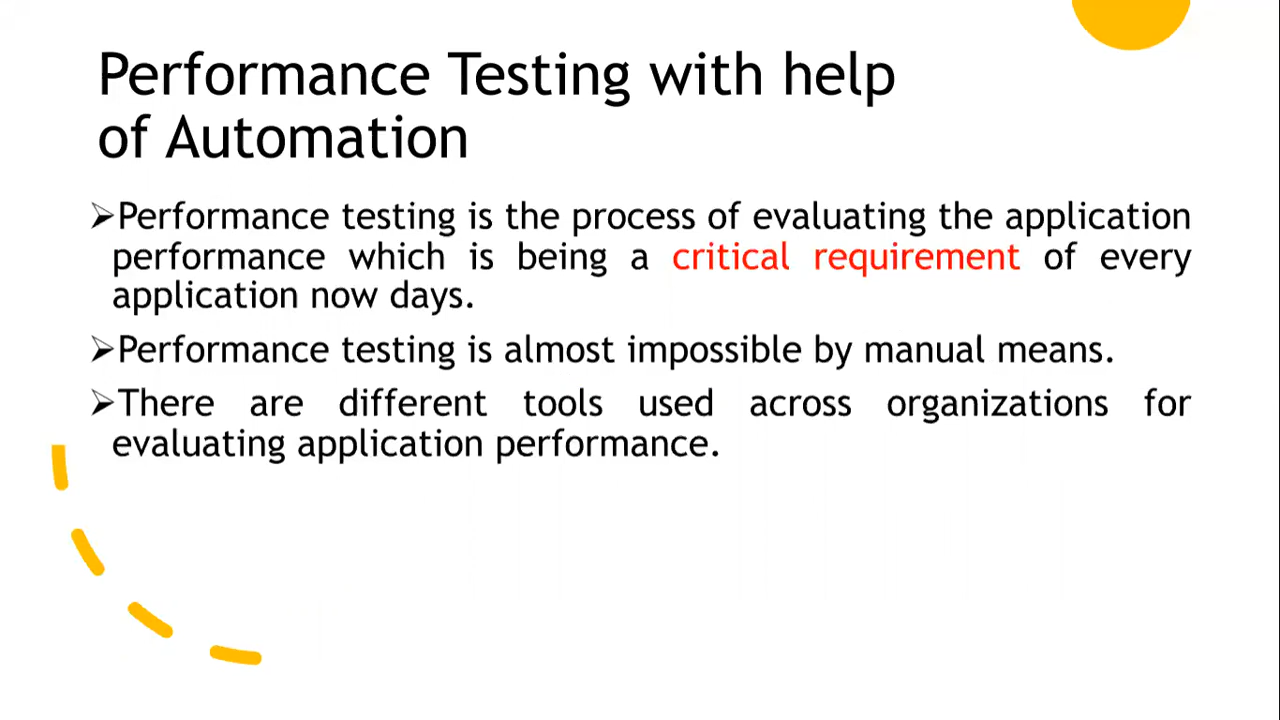 Performance Testing with help
of Automation
➢Performance testing is the process of evaluating the application
performance which is being a critical requirement of every
application now days.
➢Performance testing is almost impossible by manual means.
➢There are different tools used across organizations for
evaluating application performance.